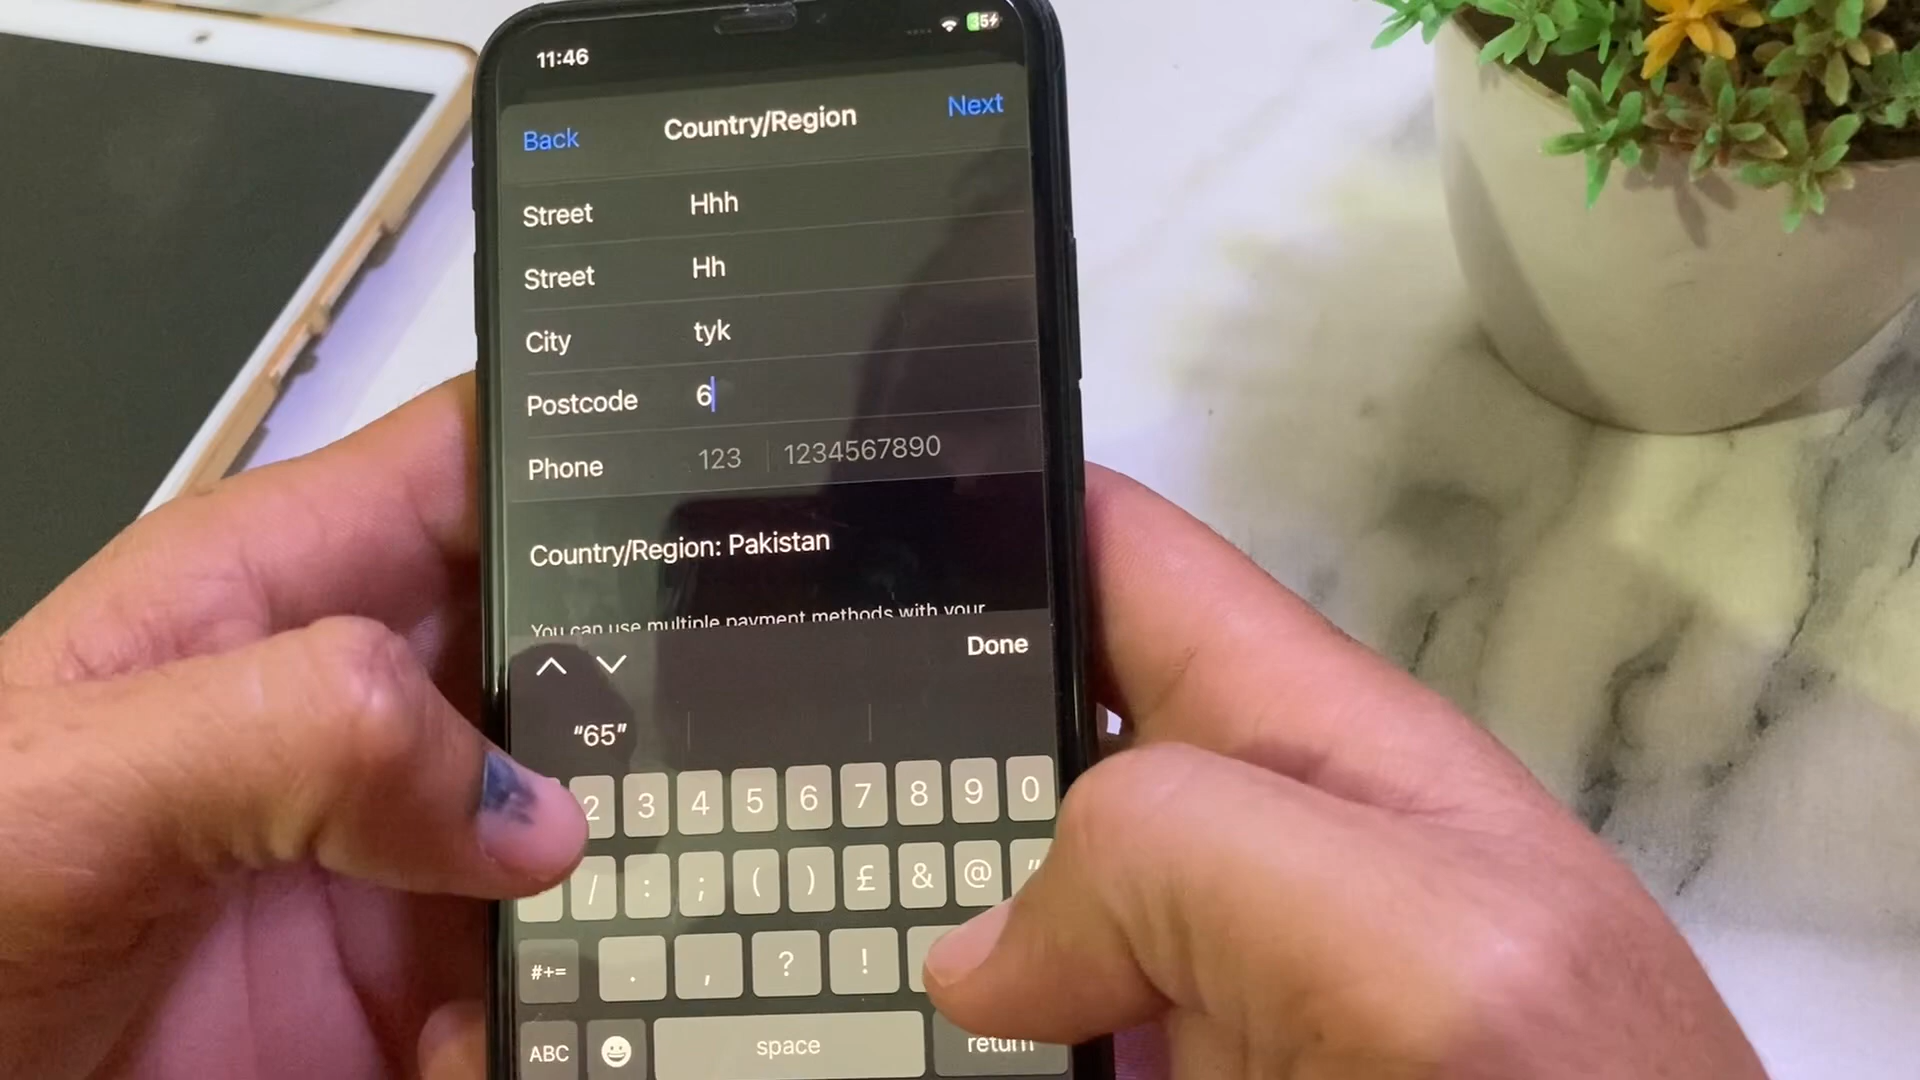 11:46
35
Back Country/Region Next
Street Hhh
Street Hh
City tyk
Postcode 6
Phone 123 1234567890
Country/Region: Pakistan
You can use multiple payment methods with your
Done
“65”
2 3 4 5 6 7 8 9 0
/ : ; ( ) £ & @ "
#+= . , ? !
ABC space return